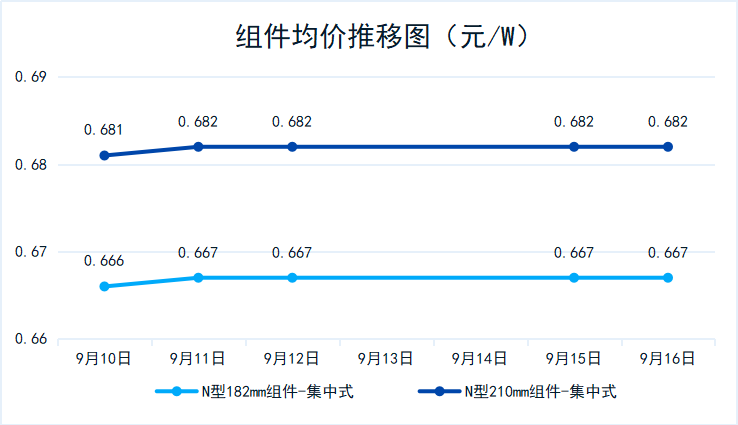 组件均价推移图（元/W）
0.69
0.681
0.682
0.682
0.682
0.682
0.68
0.67
0.666
0.667
0.667
0.667
0.667
0.66
9月10日
9月11日
9月12日
9月13日
9月14日
9月15日
9月16日
N型182mm组件-集中式
N型210mm组件-集中式